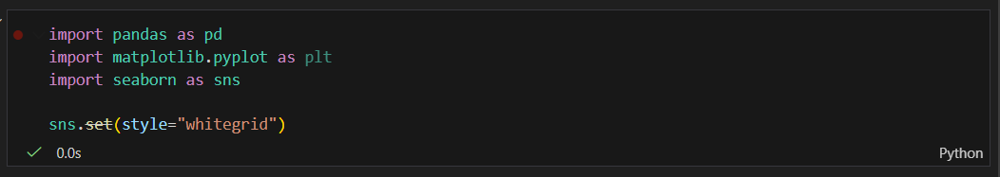 import pandas as pd
import matplotlib.pyplot as plt
import seaborn as sns
sns.set(style="whitegrid")
0.0s
Python